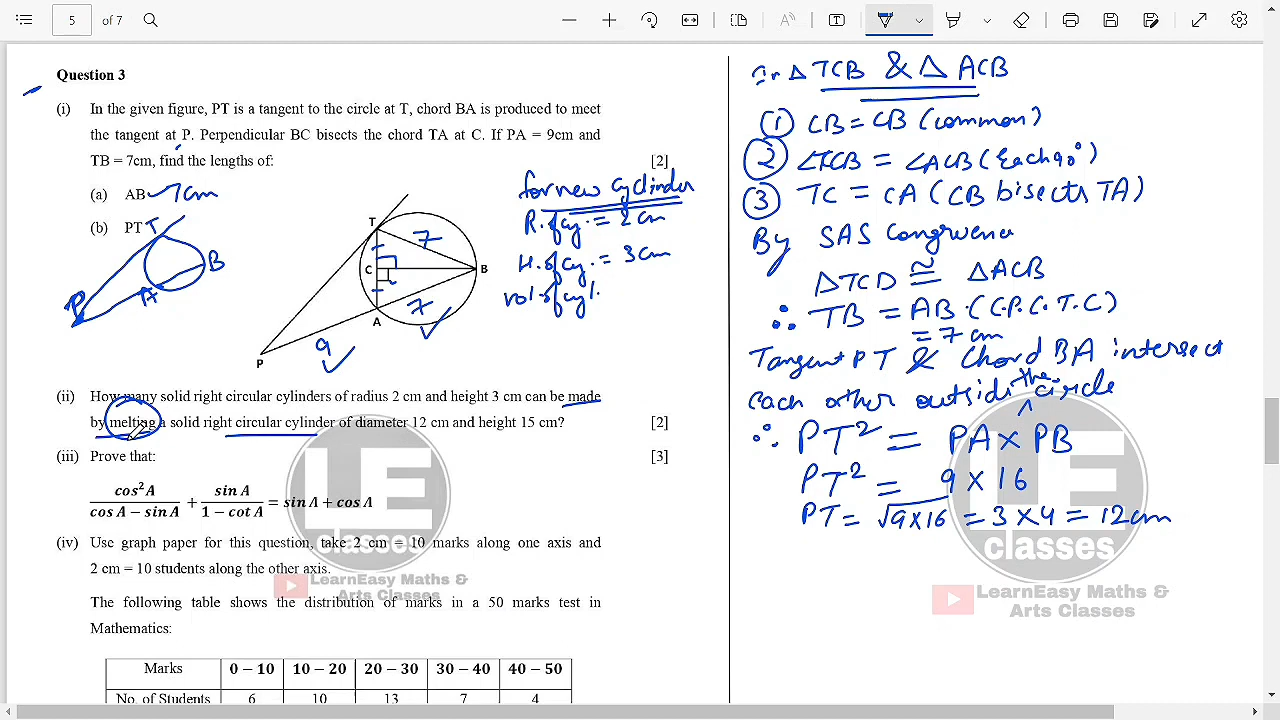 5 of 7
Question 3
(i) In the given figure, PT is a tangent to the circle at T, chord BA is produced to meet
the tangent at P. Perpendicular BC bisects the chord TA at C. If PA = 9cm and
TB = 7cm, find the lengths of: [2]
(a) AB 7cm
(b) PT
T
B
A
P
T
7
C
B
7
A
9
P
for new cylinder
R. of cy. = 2 cm
H. of cy. = 3cm
vol. of cyl.
(ii) How many solid right circular cyllders of radius 2 cm and height 3 cm can be made
by melting a solid right circular cylinder of diameter 12 cm and height 15 cm? [2]
(iii) Prove that: [3]
cos²A / (cos A − sin A) + sin A / (1 − cot A) = sin A + cos A
(iv) Use graph paper for this question, take 2 cm = 10 marks along one axis and
2 cm = 10 students along the other axis.
The following table shows the distribution of marks in a 50 marks test in
Mathematics:
Marks 0 – 10 10 – 20 20 – 30 30 – 40 40 – 50
No. of Students 6 10 13 7 4
In △ TCB & △ ACB
① CB = CB (common)
② ∠TCB = ∠ACB (Each 90°)
③ TC = CA (CB bisects TA)
By SAS congruence
△TCD ≅ △ACB
∴ TB = AB (C.P.C.T.C)
= 7 cm
Tangent PT & Chord BA intersect
each other outside the circle
∴ PT² = PA × PB
PT² = 9 × 16
PT = √9×16 = 3 × 4 = 12cm
LE
classes
LearnEasy Maths &
Arts Classes
LE
classes
LearnEasy Maths &
Arts Classes